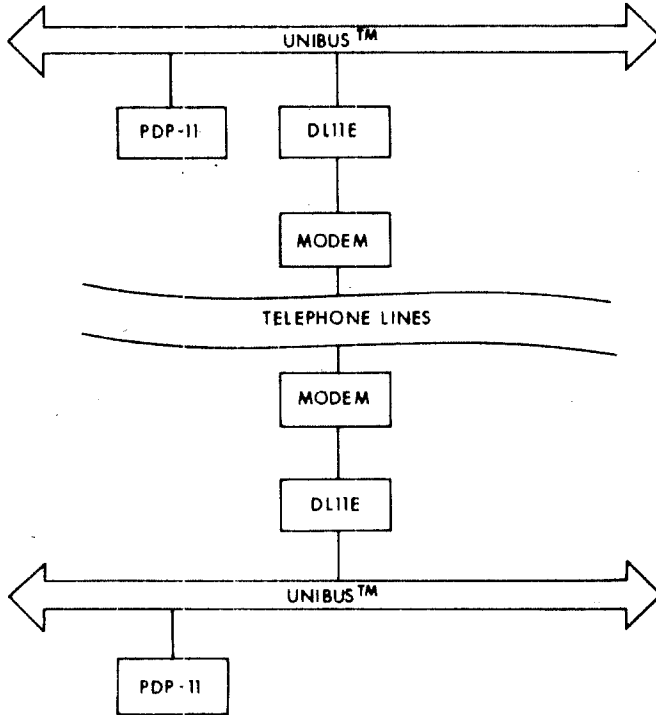 UNIBUS™
PDP-11
DL11E
MODEM
TELEPHONE LINES
MODEM
DL11E
UNIBUS™
PDP-11